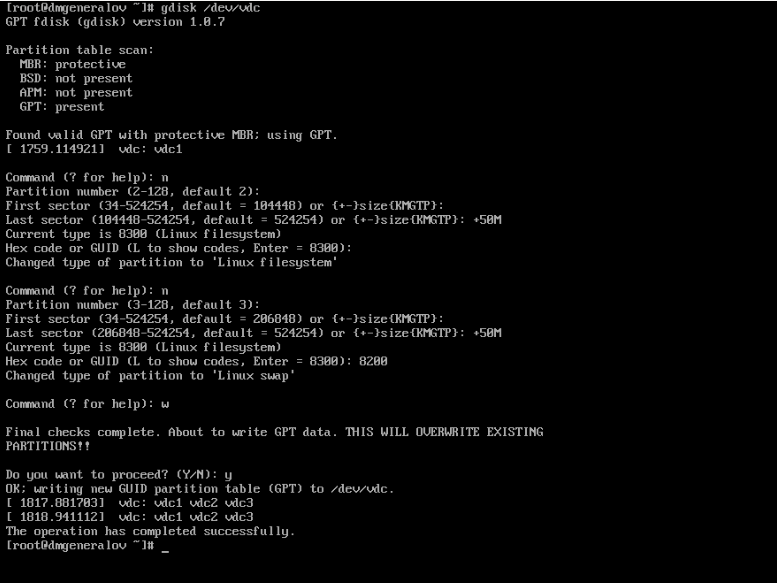 [root@dmgeneralov ~]# gdisk /dev/vdc
GPT fdisk (gdisk) version 1.0.7
Partition table scan:
  MBR: protective
  BSD: not present
  APM: not present
  GPT: present
Found valid GPT with protective MBR; using GPT.
[ 1759.114921]  vdc: vdc1
Command (? for help): n
Partition number (2-128, default 2):
First sector (34-524254, default = 104448) or {+-}size{KMGTP}:
Last sector (104448-524254, default = 524254) or {+-}size{KMGTP}: +50M
Current type is 8300 (Linux filesystem)
Hex code or GUID (L to show codes, Enter = 8300):
Changed type of partition to 'Linux filesystem'
Command (? for help): n
Partition number (3-128, default 3):
First sector (34-524254, default = 206848) or {+-}size{KMGTP}:
Last sector (206848-524254, default = 524254) or {+-}size{KMGTP}: +50M
Current type is 8300 (Linux filesystem)
Hex code or GUID (L to show codes, Enter = 8300): 8200
Changed type of partition to 'Linux swap'
Command (? for help): w
Final checks complete. About to write GPT data. THIS WILL OVERWRITE EXISTING
PARTITIONS!!
Do you want to proceed? (Y/N): y
OK; writing new GUID partition table (GPT) to /dev/vdc.
[ 1817.881703]  vdc: vdc1 vdc2 vdc3
[ 1818.941112]  vdc: vdc1 vdc2 vdc3
The operation has completed successfully.
[root@dmgeneralov ~]# _